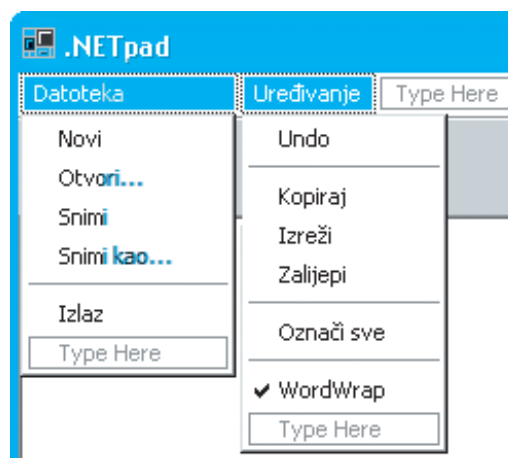 .NETpad
Datoteka Uređivanje Type Here
Novi
Otvori...
Snimi
Snimi kao...
Izlaz
Type Here
Undo
Kopiraj
Izreži
Zalijepi
Označi sve
WordWrap
Type Here